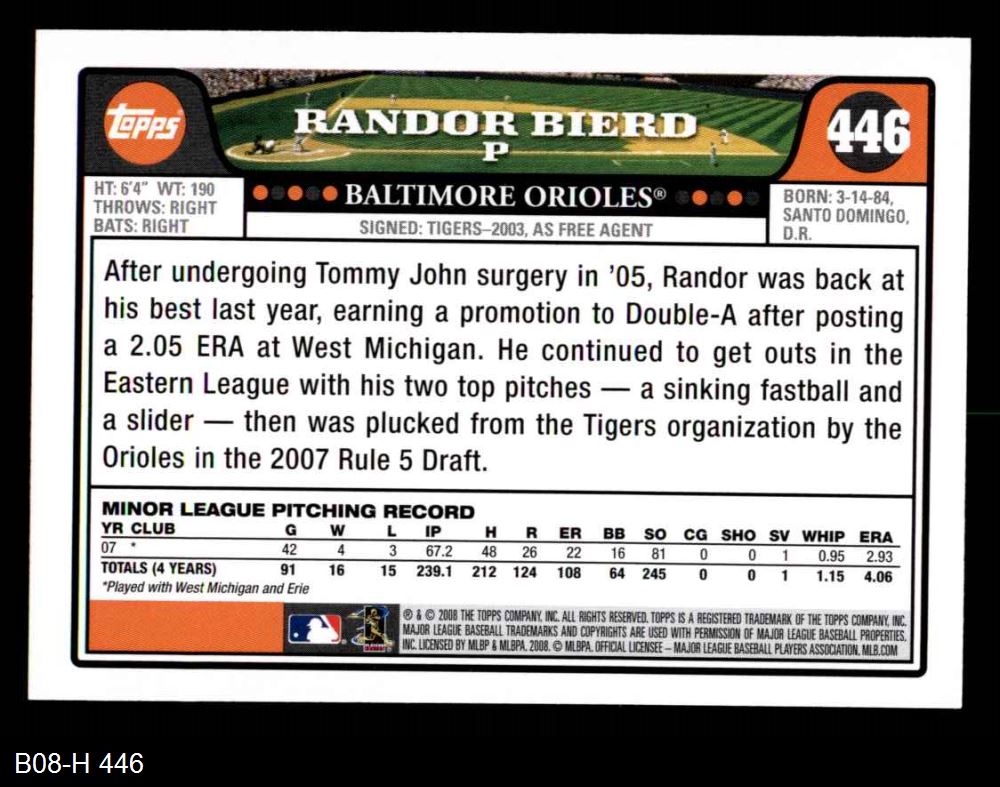 Topps
RANDOR BIERD
P
446
HT: 6'4" WT: 190
THROWS: RIGHT
BATS: RIGHT
BALTIMORE ORIOLES®
SIGNED: TIGERS–2003, AS FREE AGENT
BORN: 3-14-84,
SANTO DOMINGO,
D.R.
After undergoing Tommy John surgery in ’05, Randor was back at
his best last year, earning a promotion to Double-A after posting
a 2.05 ERA at West Michigan. He continued to get outs in the
Eastern League with his two top pitches — a sinking fastball and
a slider — then was plucked from the Tigers organization by the
Orioles in the 2007 Rule 5 Draft.
MINOR LEAGUE PITCHING RECORD
YR CLUB G W L IP H R ER BB SO CG SHO SV WHIP ERA
07 * 42 4 3 67.2 48 26 22 16 81 0 0 1 0.95 2.93
TOTALS (4 YEARS) 91 16 15 239.1 212 124 108 64 245 0 0 1 1.15 4.06
*Played with West Michigan and Erie
® & © 2008 THE TOPPS COMPANY, INC. ALL RIGHTS RESERVED. TOPPS IS A REGISTERED TRADEMARK OF THE TOPPS COMPANY, INC.
MAJOR LEAGUE BASEBALL TRADEMARKS AND COPYRIGHTS ARE USED WITH PERMISSION OF MAJOR LEAGUE BASEBALL PROPERTIES,
INC. LICENSED BY MLBP & MLBPA. 2008. © MLBPA. OFFICIAL LICENSEE – MAJOR LEAGUE BASEBALL PLAYERS ASSOCIATION. MLB.COM
B08-H 446